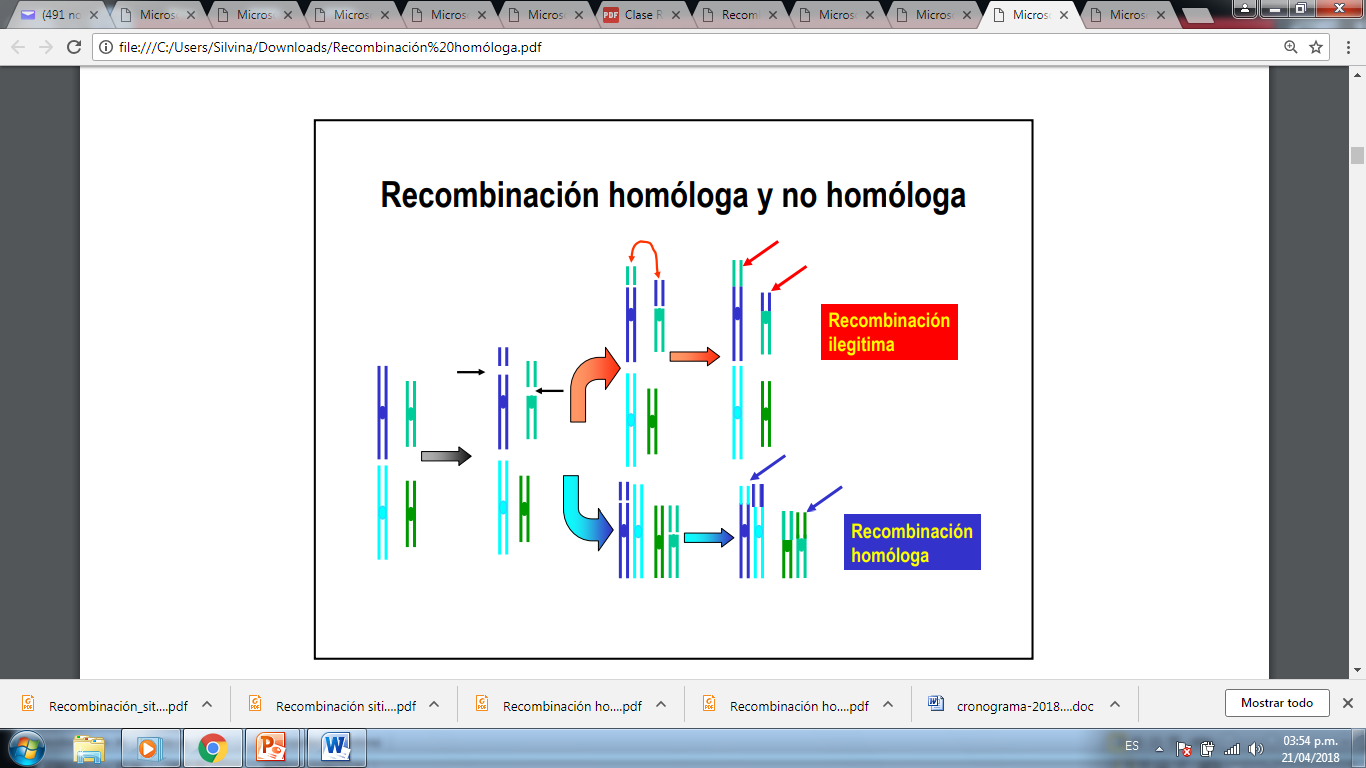 (491 no
Micros
Micros
Micros
Micros
Micros
PDF
Clase R
Recomi
Micros
Micros
Micros
Micros
file:///C:/Users/Silvina/Downloads/Recombinación%20homóloga.pdf
Recombinación homóloga y no homóloga
Recombinación
ilegitima
Recombinación
homóloga
Recombinación_sit....pdf
Recombinación siti....pdf
Recombinación ho....pdf
Recombinación ho....pdf
cronograma-2018....doc
Mostrar todo
ES
03:54 p.m.
21/04/2018